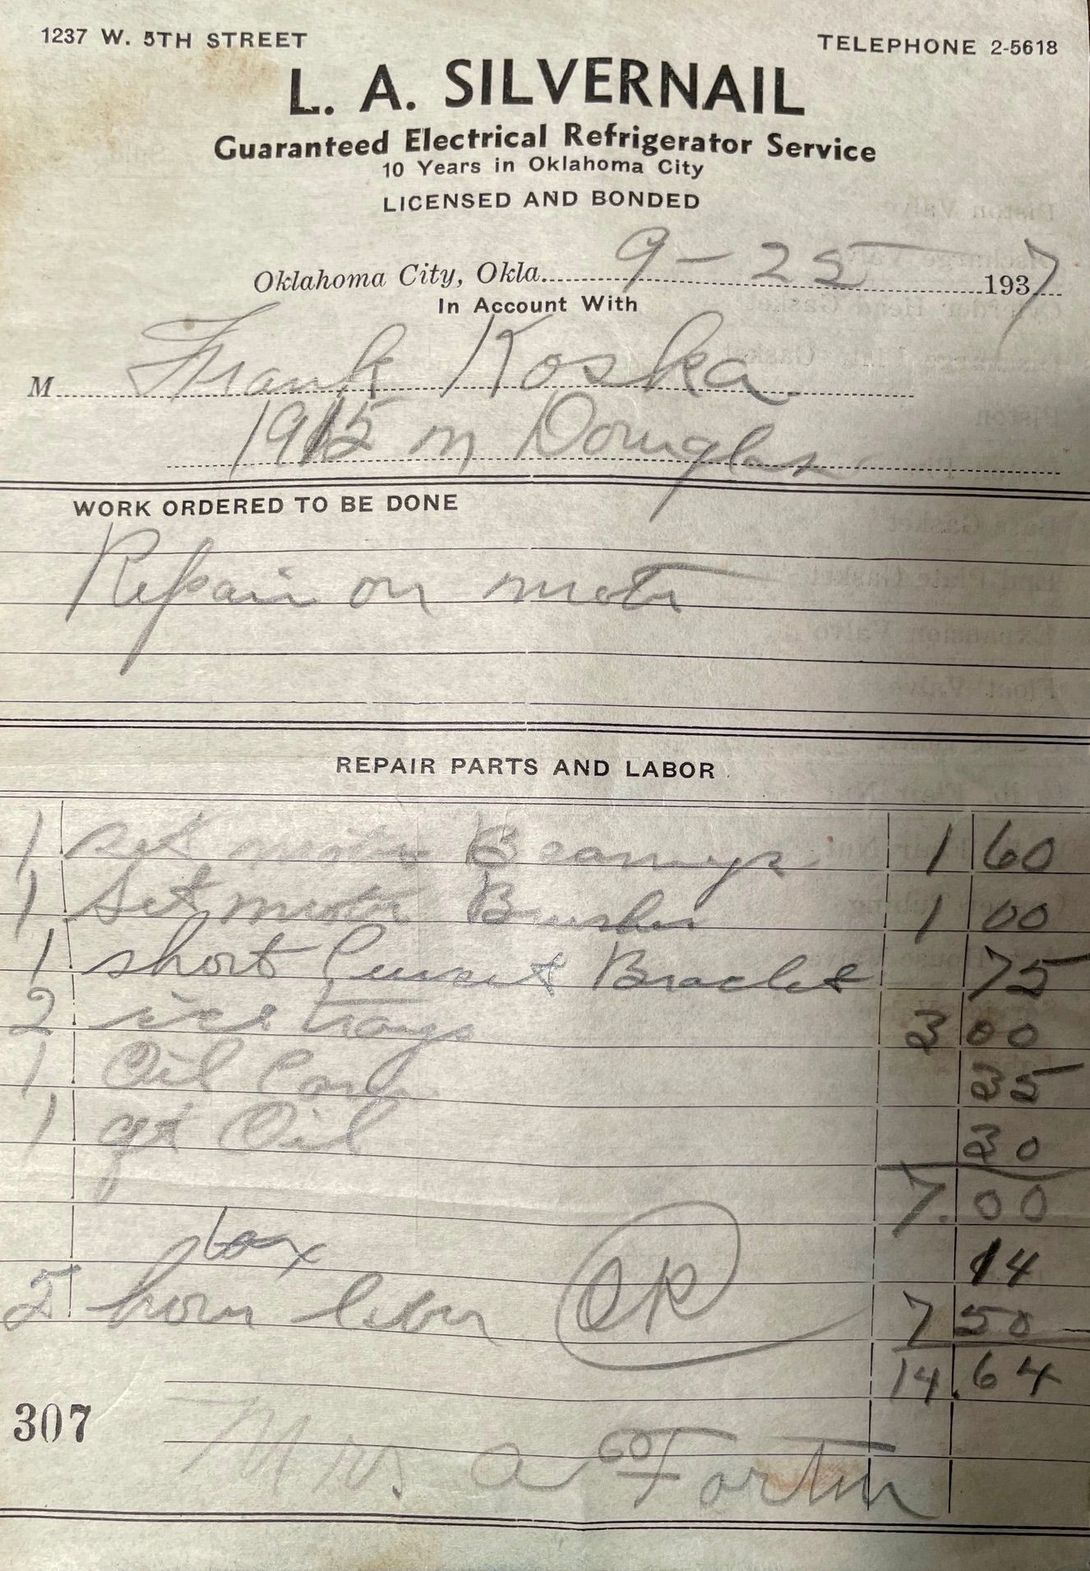 1237 W. 5TH STREET
TELEPHONE 2-5618
L. A. SILVERNAIL
Guaranteed Electrical Refrigerator Service
10 Years in Oklahoma City
LICENSED AND BONDED
Oklahoma City, Okla. 9-25 1937
In Account With
M Frank Koska
1915 N Douglas
WORK ORDERED TO BE DONE
Repair on motor
REPAIR PARTS AND LABOR
1 set motor Bearings 1 60
1 Set motor Brushes 1 00
1 short Bracket 75
2 ice trays 3 00
1 Oil 35
1 qt Oil 30
7.00
tax 14
5 hour labor OK 7 50
14.64
307
Mrs a